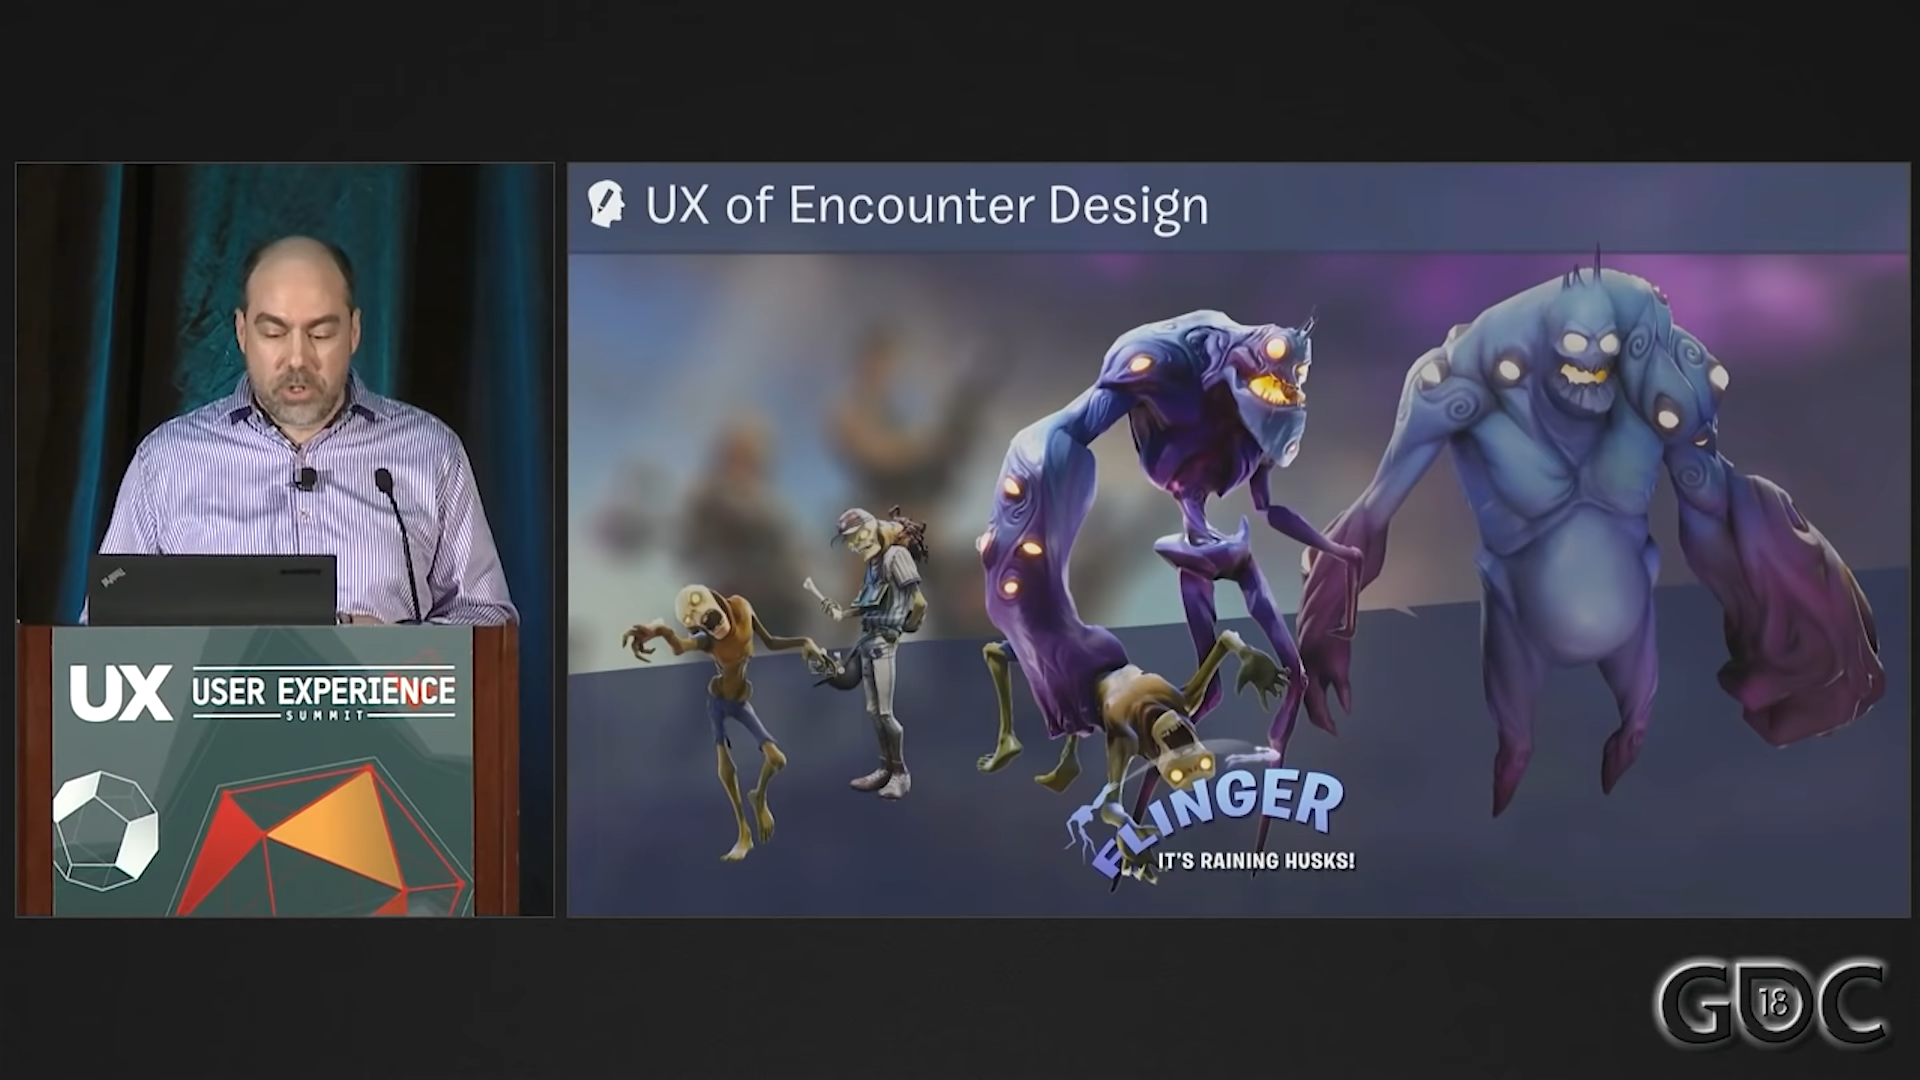 UX of Encounter Design
FLINGER
IT'S RAINING HUSKS!
UX
USER EXPERIENCE
SUMMIT
GDC
18